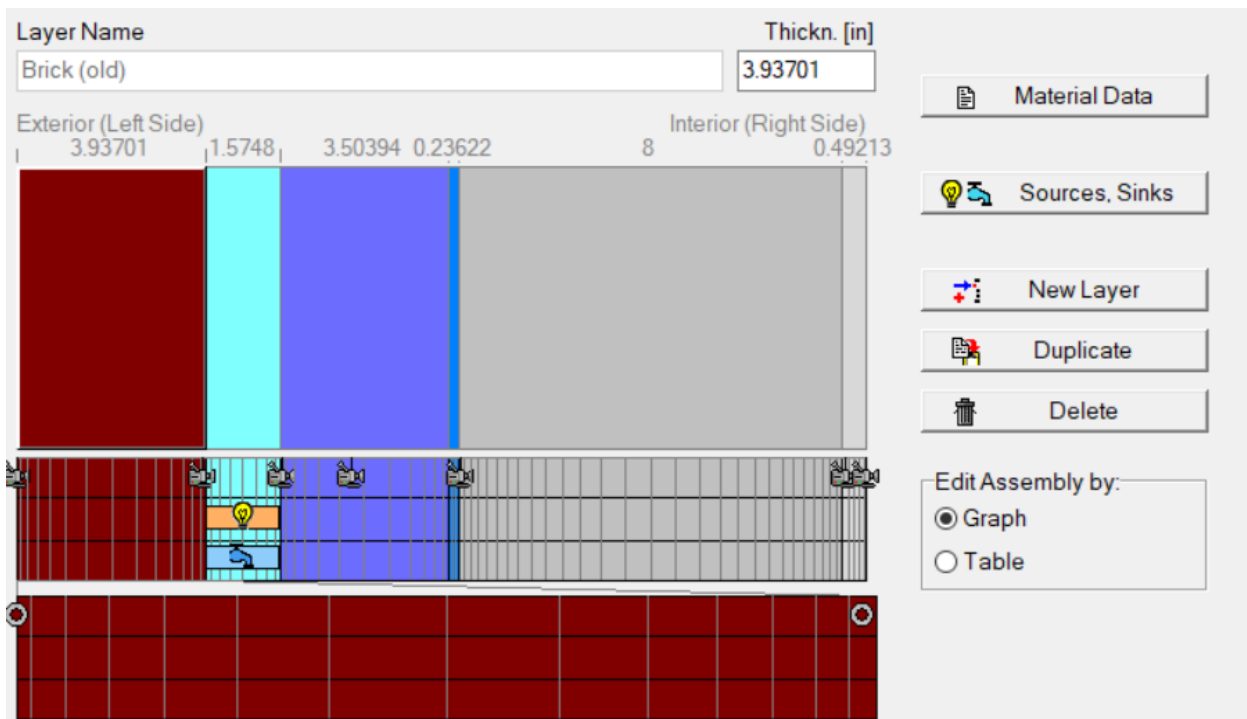 Layer Name
Thickn. [in]
Brick (old)
3.93701
Exterior (Left Side)
Interior (Right Side)
3.93701 1.5748 3.50394 0.23622 8 0.49213
Material Data
Sources, Sinks
New Layer
Duplicate
Delete
Edit Assembly by:
Graph
Table